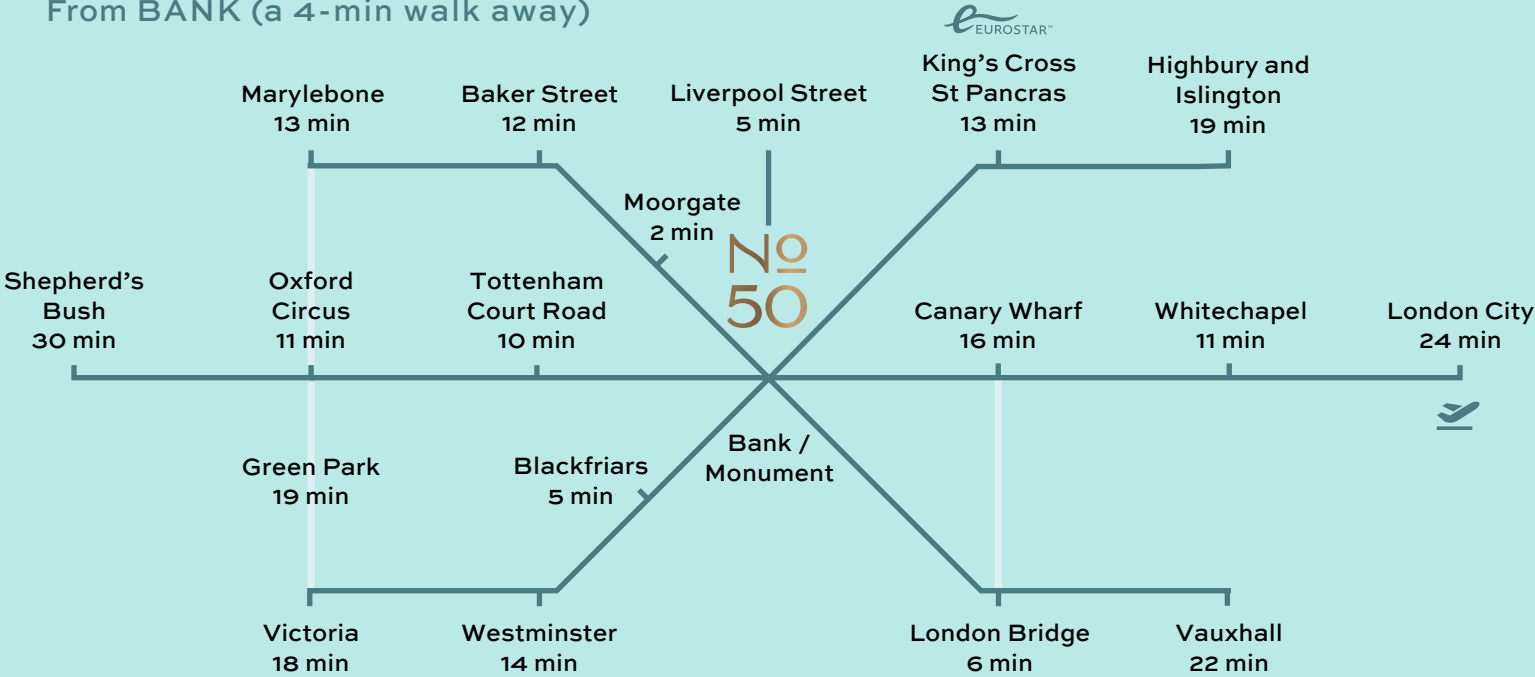 From BANK (a 4-min walk away)
EUROSTAR™
Marylebone
13 min
Baker Street
12 min
Liverpool Street
5 min
King's Cross
St Pancras
13 min
Highbury and
Islington
19 min
Moorgate
2 min
No
50
Shepherd's
Bush
30 min
Oxford
Circus
11 min
Tottenham
Court Road
10 min
Canary Wharf
16 min
Whitechapel
11 min
London City
24 min
Green Park
19 min
Blackfriars
5 min
Bank /
Monument
Victoria
18 min
Westminster
14 min
London Bridge
6 min
Vauxhall
22 min